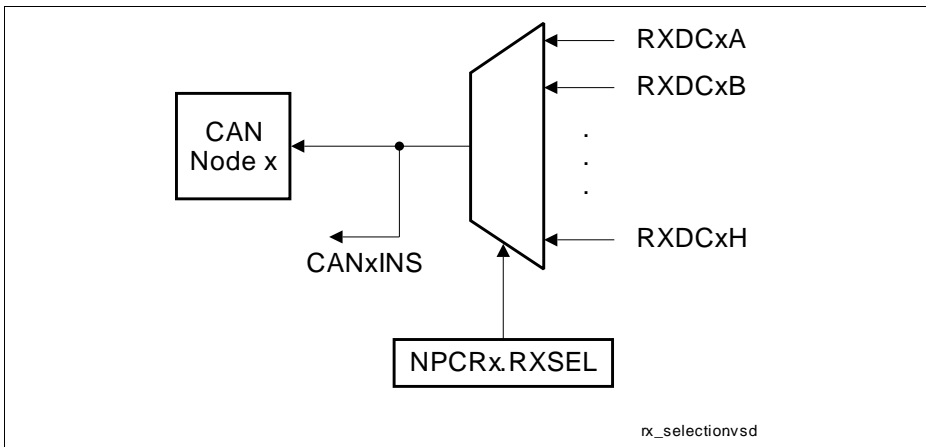 RXDCxA
RXDCxB
CAN
Node x
.
.
.
RXDCxH
CANxINS
NPCRx.RXSEL
rx_selectionvsd